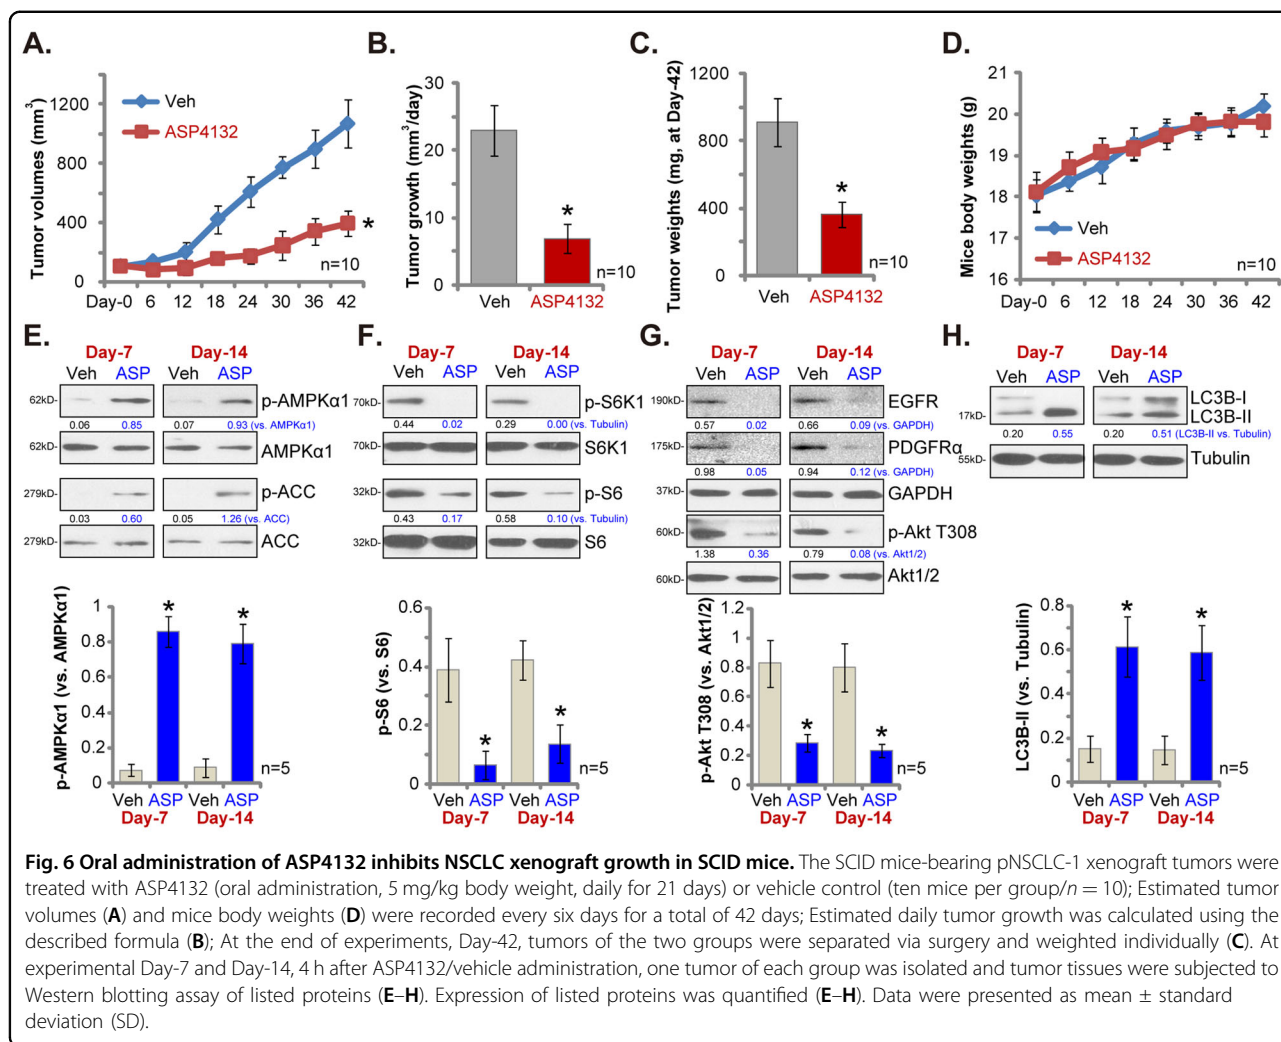 A.
Tumor volumes (mm³)
1200
800
400
0
Veh
ASP4132
*
n=10
Day-0 6 12 18 24 30 36 42
B.
Tumor growth (mm³/day)
30
20
10
0
*
n=10
Veh ASP4132
C.
Tumor weights (mg, at Day-42)
1200
800
400
0
*
n=10
Veh ASP4132
D.
Mice body weights (g)
21
20
19
18
17
16
Veh
ASP4132
n=10
Day-0 6 12 18 24 30 36 42
E.
Day-7 Day-14
Veh ASP Veh ASP
62kD- p-AMPKα1
0.06 0.85 0.07 0.93 (vs. AMPKα1)
62kD- AMPKα1
279kD- p-ACC
0.03 0.60 0.05 1.26 (vs. ACC)
279kD- ACC
p-AMPKα1 (vs. AMPKα1)
1
0.8
0.6
0.4
0.2
0
* *
n=5
Veh ASP Veh ASP
Day-7 Day-14
F.
Day-7 Day-14
Veh ASP Veh ASP
70kD- p-S6K1
0.44 0.02 0.29 0.00 (vs. Tubulin)
70kD- S6K1
32kD- p-S6
0.43 0.17 0.58 0.10 (vs. Tubulin)
32kD- S6
p-S6 (vs. S6)
0.6
0.4
0.2
0
* *
n=5
Veh ASP Veh ASP
Day-7 Day-14
G.
Day-7 Day-14
Veh ASP Veh ASP
190kD- EGFR
0.57 0.02 0.66 0.09 (vs. GAPDH)
175kD- PDGFRα
0.98 0.05 0.94 0.12 (vs. GAPDH)
37kD- GAPDH
60kD- p-Akt T308
1.38 0.36 0.79 0.08 (vs. Akt1/2)
60kD- Akt1/2
p-Akt T308 (vs. Akt1/2)
1.2
1
0.8
0.6
0.4
0.2
0
* *
n=5
Veh ASP Veh ASP
Day-7 Day-14
H.
Day-7 Day-14
Veh ASP Veh ASP
LC3B-I
17kD- LC3B-II
0.20 0.55 0.20 0.51 (LC3B-II vs. Tubulin)
55kD- Tubulin
LC3B-II (vs. Tubulin)
0.8
0.6
0.4
0.2
0
* *
n=5
Veh ASP Veh ASP
Day-7 Day-14
Fig. 6 Oral administration of ASP4132 inhibits NSCLC xenograft growth in SCID mice. The SCID mice-bearing pNSCLC-1 xenograft tumors were
treated with ASP4132 (oral administration, 5 mg/kg body weight, daily for 21 days) or vehicle control (ten mice per group/n = 10); Estimated tumor
volumes (A) and mice body weights (D) were recorded every six days for a total of 42 days; Estimated daily tumor growth was calculated using the
described formula (B); At the end of experiments, Day-42, tumors of the two groups were separated via surgery and weighted individually (C). At
experimental Day-7 and Day-14, 4 h after ASP4132/vehicle administration, one tumor of each group was isolated and tumor tissues were subjected to
Western blotting assay of listed proteins (E–H). Expression of listed proteins was quantified (E–H). Data were presented as mean ± standard
deviation (SD).